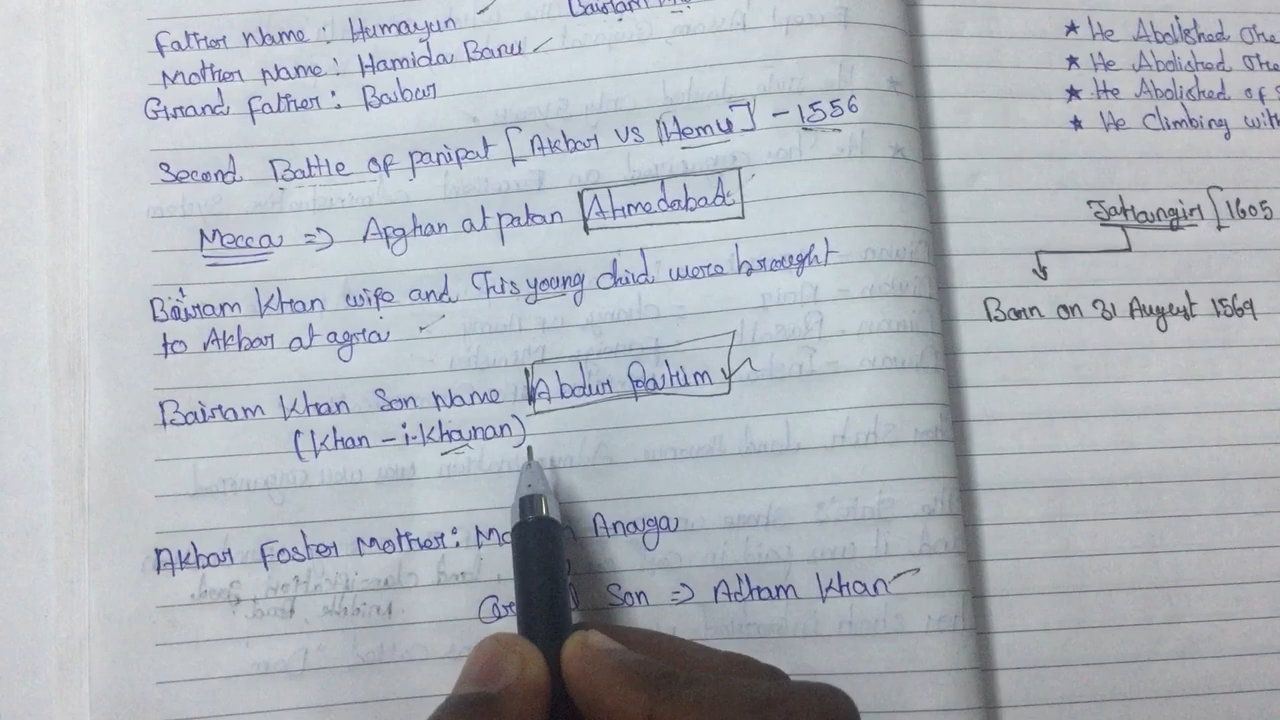 Father Name : Humayun
Mother Name : Hamida Banu
Grand Father : Babar
Second Battle of panipat [Akbar VS Hemu] - 1556
Mecca => Afghan at patan Ahmedabad
Bairam Khan wife and This young child were brought
to Akbar at agra
Bairam Khan Son Name Abdur Rahim
(Khan - i - Khanan)
Akbar Foster Mother : Anaga
Son => Adham Khan
* He Abolished the
* He Abolished the
* He Abolished of
* He Climbing with
Jahangir [1605
Born on 31 August 1569